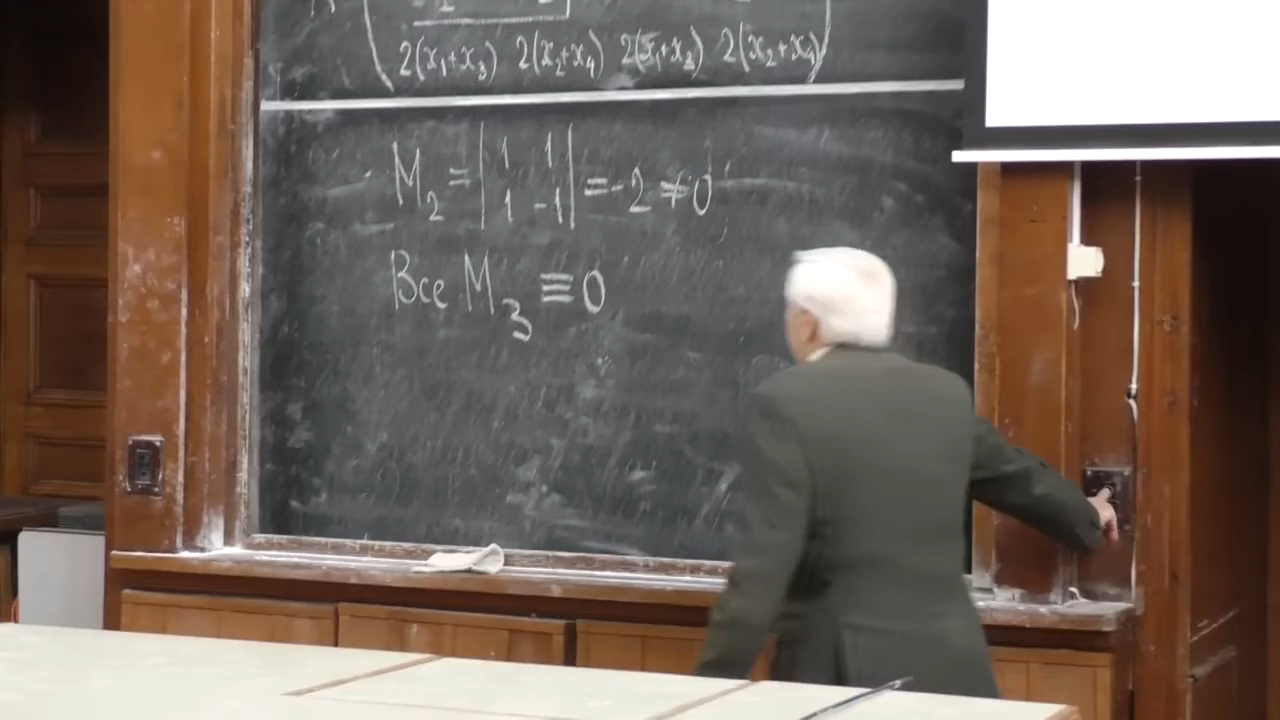 2(x₁+x₃) 2(x₂+x₄) 2(x₁+x₃) 2(x₂+x₄)
M₂ = |1 1; 1 -1| = -2 ≠ 0
Все M₃ ≡ 0